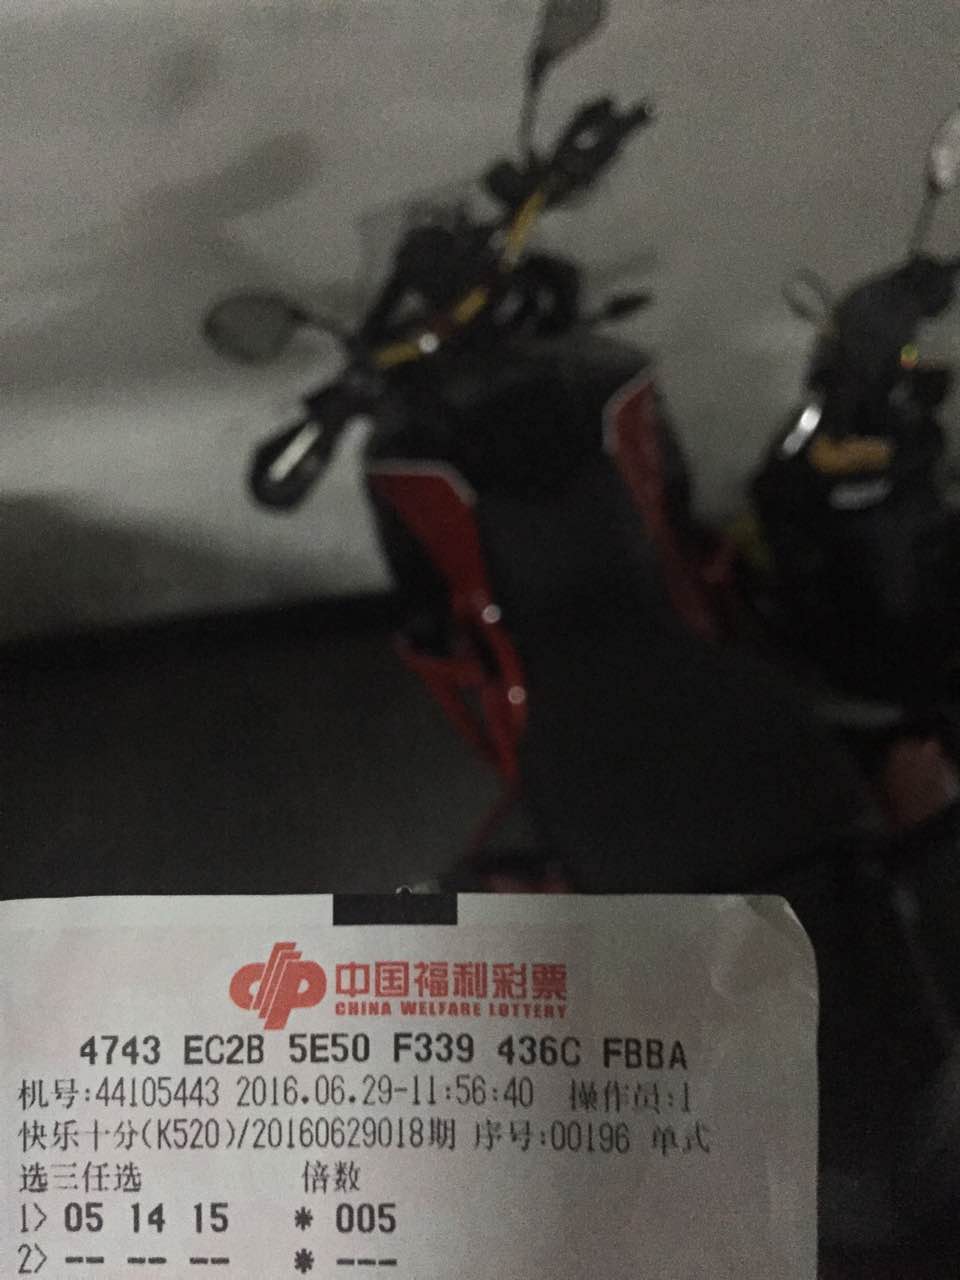 中国福利彩票
CHINA WELFARE LOTTERY
4743 EC2B 5E50 F339 436C FBBA
机号:44105443 2016.06.29-11:56:40 操作员:1
快乐十分(K520)/20160629018期 序号:00196 单式
选三任选 倍数
1> 05 14 15 * 005
2> -- -- -- * ---